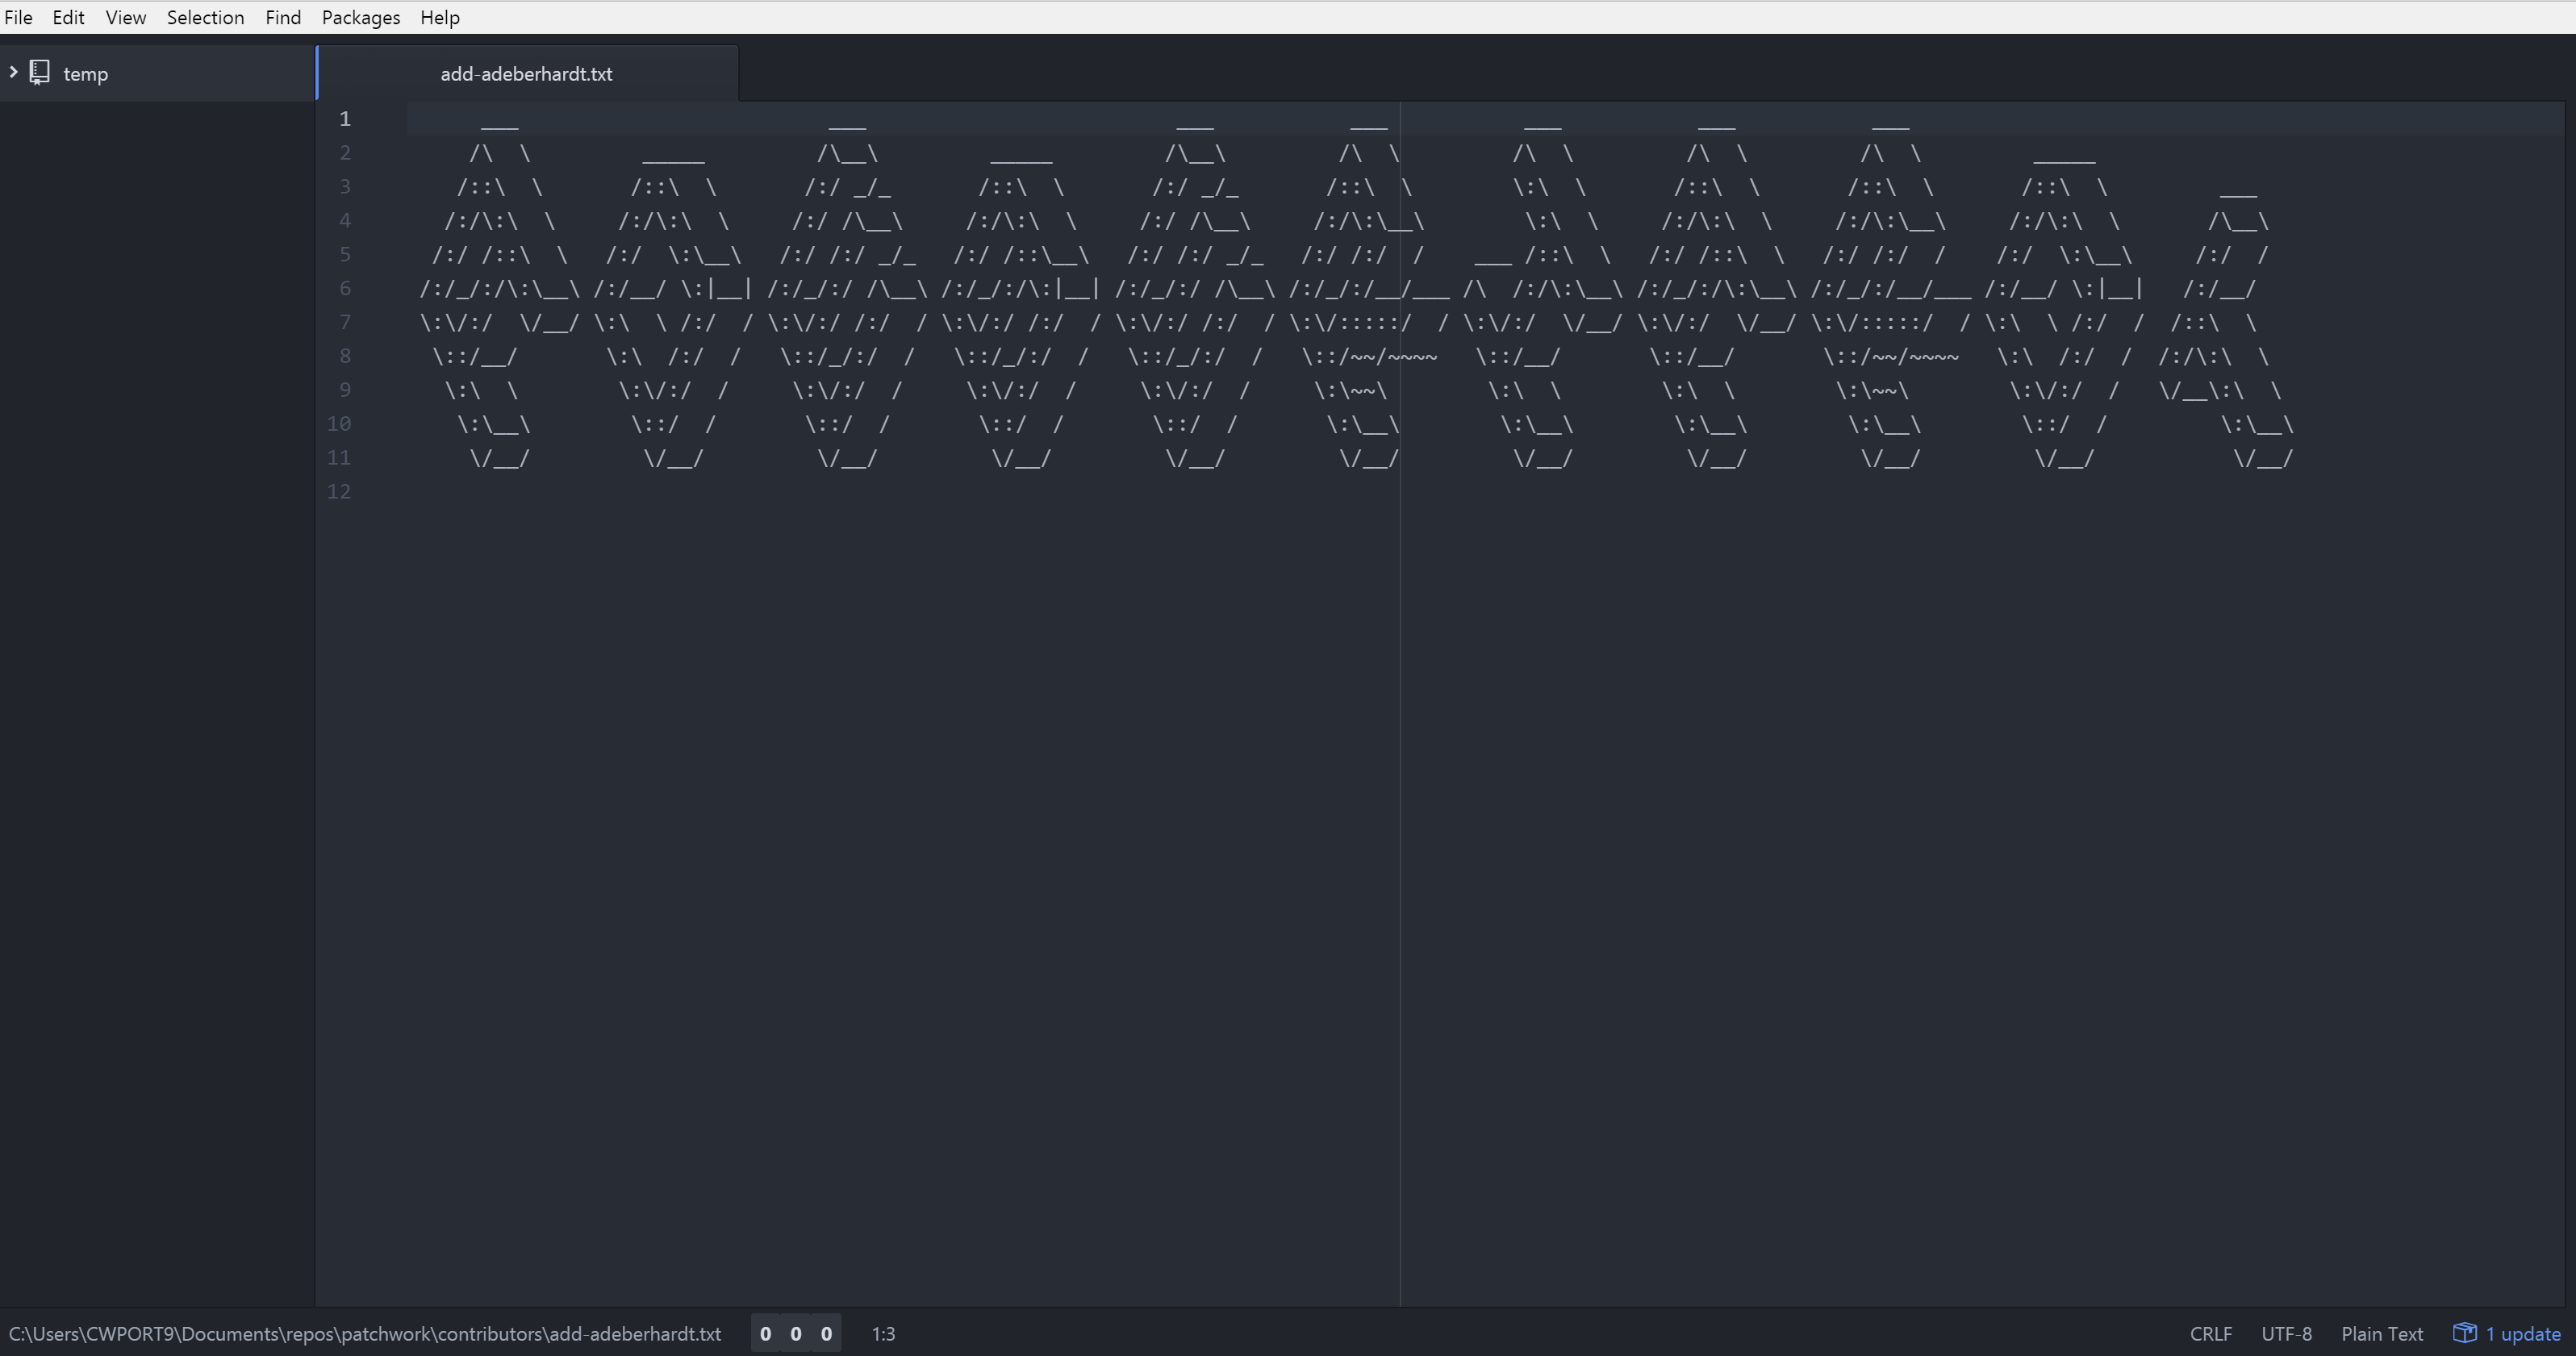 File Edit View Selection Find Packages Help
temp
add-adeberhardt.txt
1       ___                         ___                         ___           ___           ___           ___           ___
2      /\  \         _____         /\__\         _____         /\__\         /\  \         /\  \         /\  \         /\  \         _____
3     /::\  \       /::\  \       /:/ _/_       /::\  \       /:/ _/_       /::\  \        \:\  \       /::\  \       /::\  \       /::\  \         ___
4    /:/\:\  \     /:/\:\  \     /:/ /\__\     /:/\:\  \     /:/ /\__\     /:/\:\__\        \:\  \     /:/\:\  \     /:/\:\__\     /:/\:\  \       /\__\
5   /:/ /::\  \   /:/  \:\__\   /:/ /:/ _/_   /:/ /::\__\   /:/ /:/ _/_   /:/ /:/  /    ___ /::\  \   /:/ /::\  \   /:/ /:/  /    /:/  \:\__\     /:/  /
6  /:/_/:/\:\__\ /:/__/ \:|__| /:/_/:/ /\__\ /:/_/:/\:|__| /:/_/:/ /\__\ /:/_/:/__/___ /\  /:/\:\__\ /:/_/:/\:\__\ /:/_/:/__/___ /:/__/ \:|__|   /:/__/
7  \:\/:/  \/__/ \:\  \ /:/  / \:\/:/ /:/  / \:\/:/ /:/  / \:\/:/ /:/  / \:\/:::::/  / \:\/:/  \/__/ \:\/:/  \/__/ \:\/:::::/  / \:\  \ /:/  /  /::\  \
8   \::/__/       \:\  /:/  /   \::/_/:/  /   \::/_/:/  /   \::/_/:/  /   \::/~~/~~~~   \::/__/       \::/__/       \::/~~/~~~~   \:\  /:/  /  /:/\:\  \
9    \:\  \        \:\/:/  /     \:\/:/  /     \:\/:/  /     \:\/:/  /     \:\~~\        \:\  \        \:\  \        \:\~~\        \:\/:/  /   \/__\:\  \
10    \:\__\        \::/  /       \::/  /       \::/  /       \::/  /       \:\__\        \:\__\        \:\__\        \:\__\        \::/  /         \:\__\
11     \/__/         \/__/         \/__/         \/__/         \/__/         \/__/         \/__/         \/__/         \/__/         \/__/           \/__/
12
C:\Users\CWPORT9\Documents\repos\patchwork\contributors\add-adeberhardt.txt 0 0 0 1:3 CRLF UTF-8 Plain Text 1 update